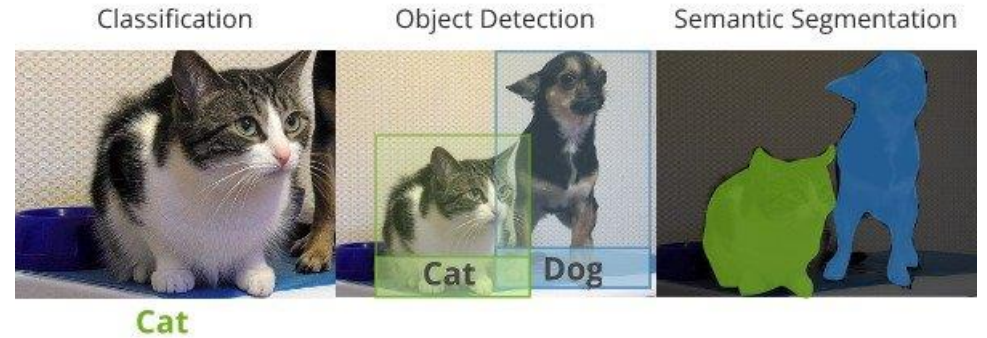 Classification
Object Detection
Semantic Segmentation
Cat
Dog
Cat